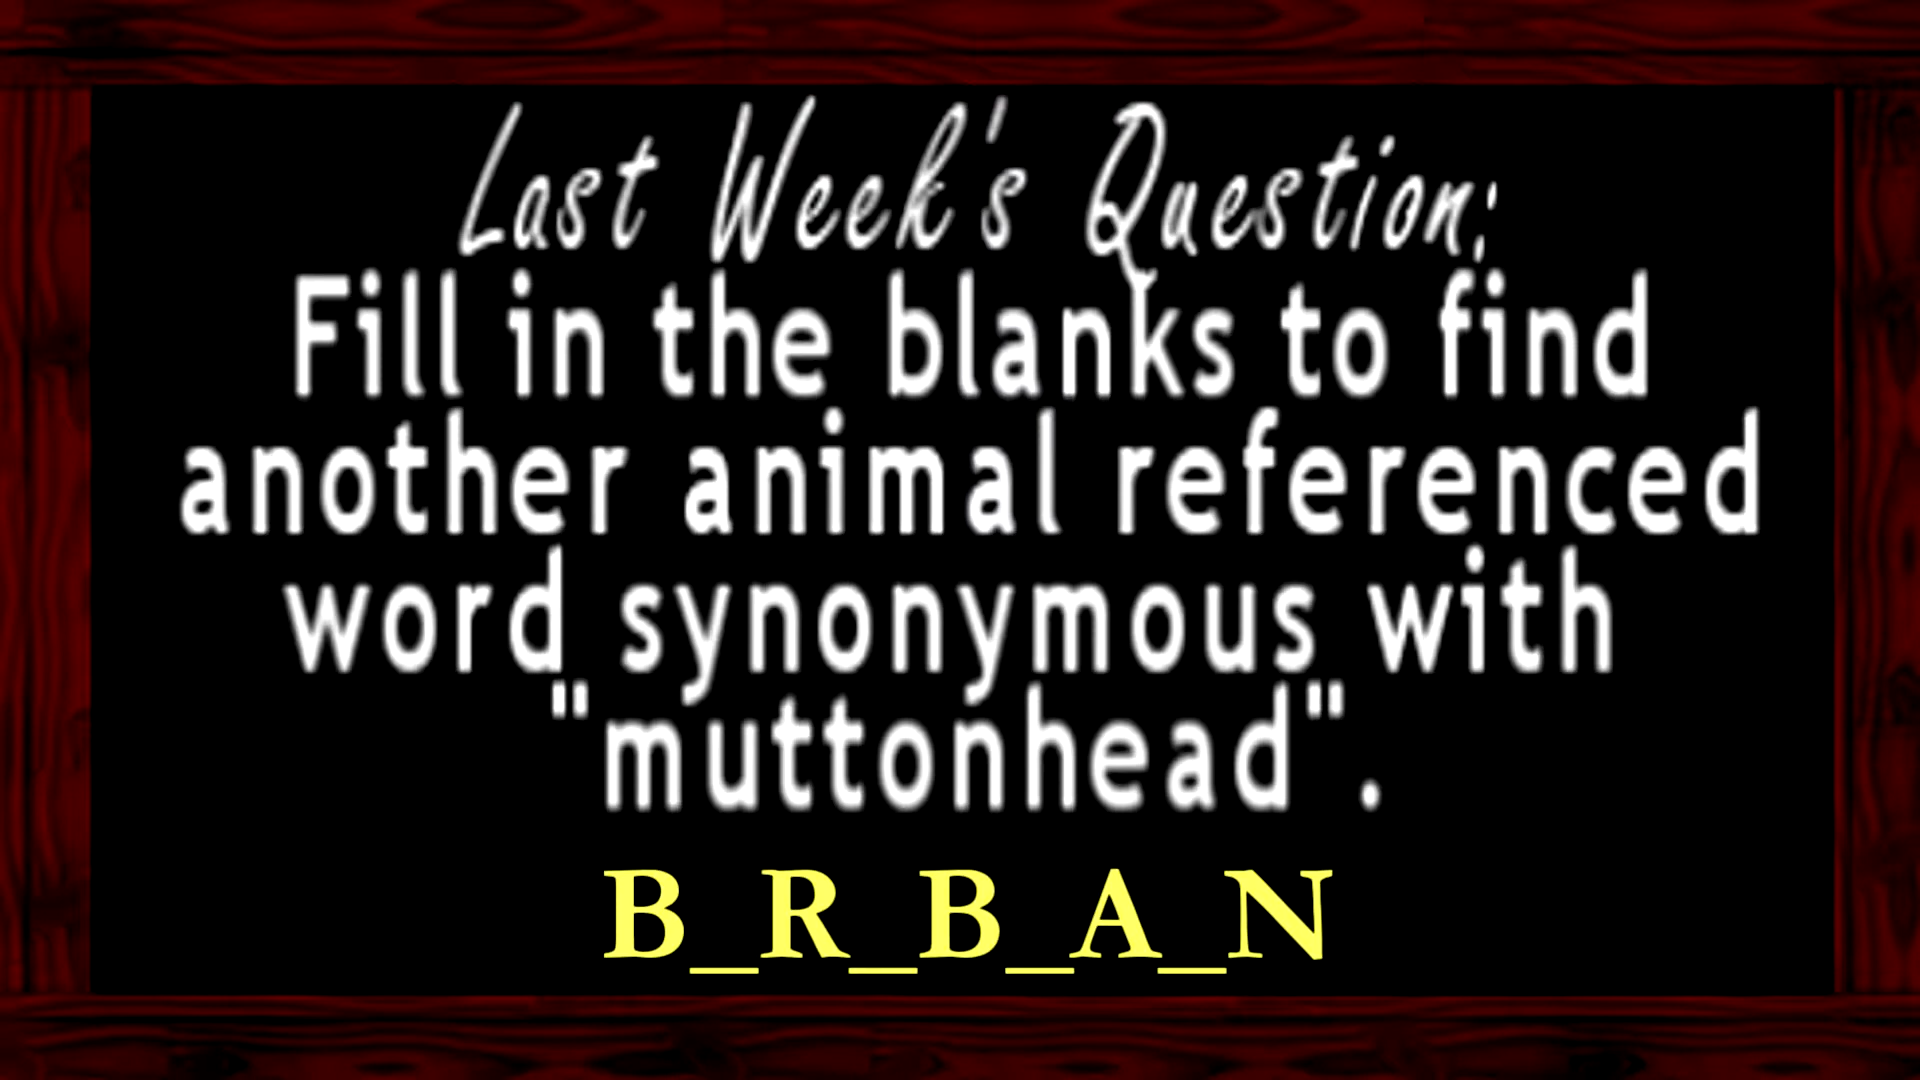 Last Week's Question:
Fill in the blanks to find
another animal referenced
word synonymous with
"muttonhead".
B_R_B_A_N